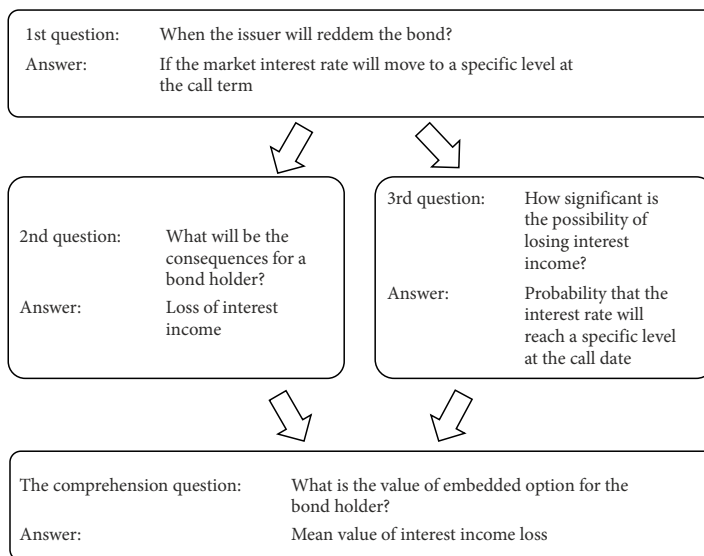 1st question: When the issuer will reddem the bond?
Answer: If the market interest rate will move to a specific level at
the call term
2nd question: What will be the
consequences for a
bond holder?
Answer: Loss of interest
income
3rd question: How significant is
the possibility of
losing interest
income?
Answer: Probability that the
interest rate will
reach a specific level
at the call date
The comprehension question: What is the value of embedded option for the
bond holder?
Answer: Mean value of interest income loss